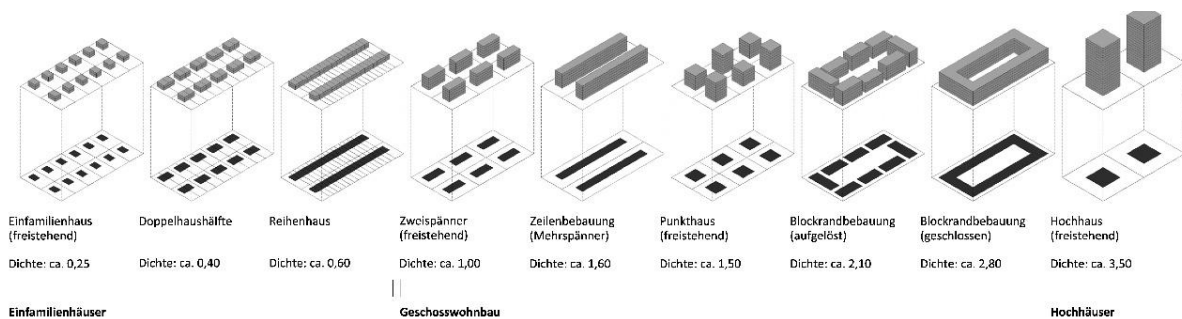 Einfamilienhaus
(freistehend)
Dichte: ca. 0,25
Doppelhaushälfte
Dichte: ca. 0,40
Reihenhaus
Dichte: ca. 0,60
Zweispänner
(freistehend)
Dichte: ca. 1,00
Zeilenbebauung
(Mehrspänner)
Dichte: ca. 1,60
Punkthaus
(freistehend)
Dichte: ca. 1,50
Blockrandbebauung
(aufgelöst)
Dichte: ca. 2,10
Blockrandbebauung
(geschlossen)
Dichte: ca. 2,80
Hochhaus
(freistehend)
Dichte: ca. 3,50
Einfamilienhäuser
Geschosswohnbau
Hochhäuser